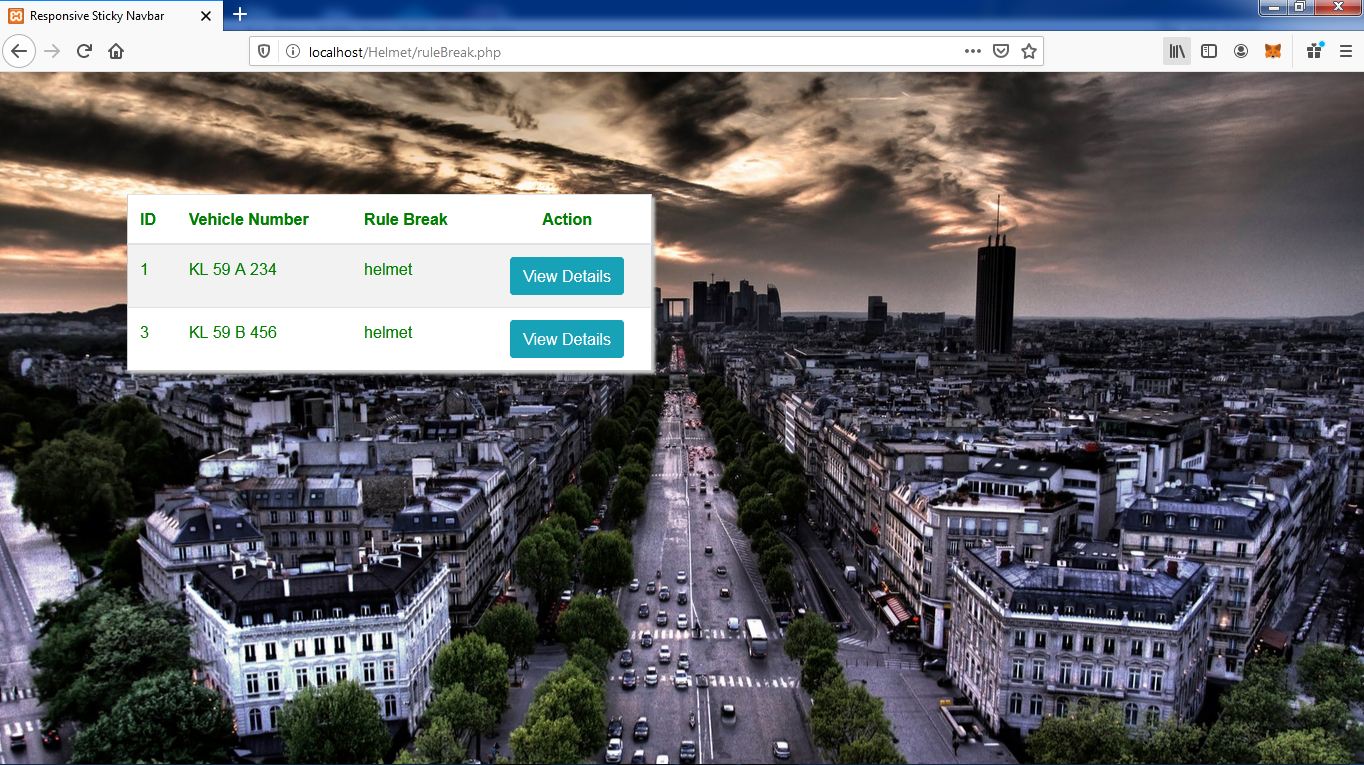 Responsive Sticky Navbar
localhost/Helmet/ruleBreak.php
ID Vehicle Number Rule Break Action
1 KL 59 A 234 helmet View Details
3 KL 59 B 456 helmet View Details